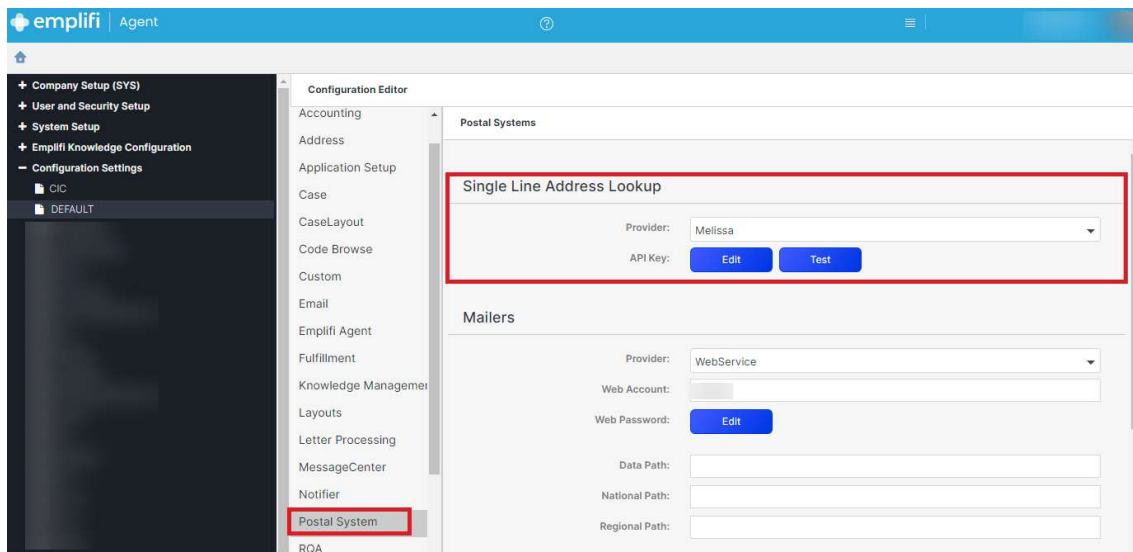 emplifi Agent
Company Setup (SYS)
User and Security Setup
System Setup
Emplifi Knowledge Configuration
Configuration Settings
CIC
DEFAULT
Configuration Editor
Accounting
Address
Application Setup
Case
CaseLayout
Code Browse
Custom
Email
Emplifi Agent
Fulfillment
Knowledge Managemer
Layouts
Letter Processing
MessageCenter
Notifier
Postal System
RQA
Postal Systems
Single Line Address Lookup
Provider: Melissa
API Key: Edit Test
Mailers
Provider: WebService
Web Account:
Web Password: Edit
Data Path:
National Path:
Regional Path: